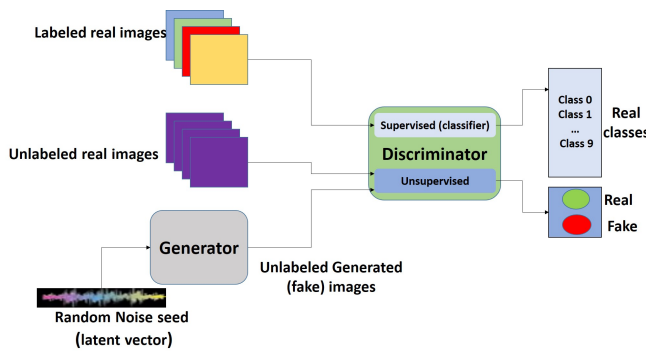 Labeled real images
Unlabeled real images
Generator
Random Noise seed
(latent vector)
Unlabeled Generated
(fake) images
Supervised (classifier)
Discriminator
Unsupervised
Class 0
Class 1
...
Class 9
Real
classes
Real
Fake